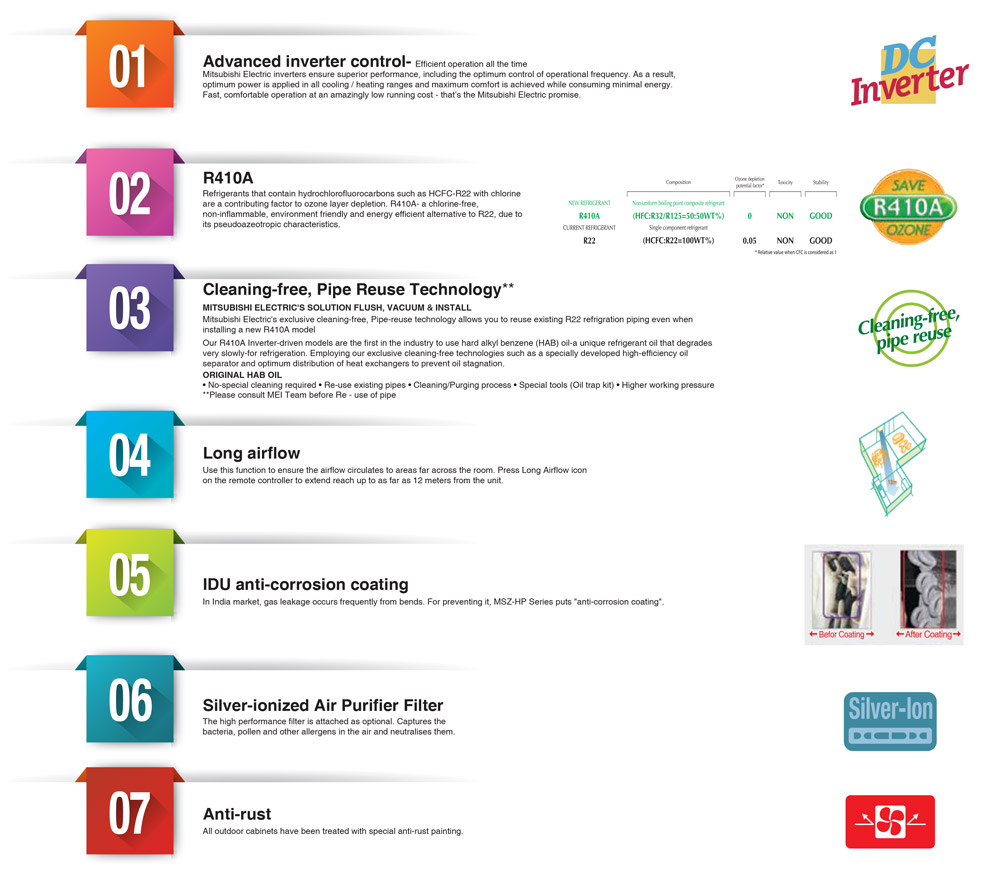 01
Advanced inverter control- Efficient operation all the time
Mitsubishi Electric inverters ensure superior performance, including the optimum control of operational frequency. As a result,
optimum power is applied in all cooling / heating ranges and maximum comfort is achieved while consuming minimal energy.
Fast, comfortable operation at an amazingly low running cost - that's the Mitsubishi Electric promise.
DC
Inverter
02
R410A
Refrigerants that contain hydrochlorofluorocarbons such as HCFC-R22 with chlorine
are a contributing factor to ozone layer depletion. R410A- a chlorine-free,
non-inflammable, environment friendly and energy efficient alternative to R22, due to
its pseudoazeotropic characteristics.
Composition
Ozone depletion
potential factor*
Toxicity
Stability
NEW REFRIGERANT Non-uniform boiling point composite refrigerant
R410A (HFC:R32/R125=50:50WT%) 0 NON GOOD
CURRENT REFRIGERANT Single component refrigerant
R22 (HCFC:R22=100WT%) 0.05 NON GOOD
* Relative value when CFC is considered as 1
SAVE
R410A
OZONE
03
Cleaning-free, Pipe Reuse Technology**
MITSUBISHI ELECTRIC'S SOLUTION FLUSH, VACUUM & INSTALL
Mitsubishi Electric's exclusive cleaning-free, Pipe-reuse technology allows you to reuse existing R22 refrigration piping even when
installing a new R410A model
Our R410A Inverter-driven models are the first in the industry to use hard alkyl benzene (HAB) oil-a unique refrigerant oil that degrades
very slowly-for refrigeration. Employing our exclusive cleaning-free technologies such as a specially developed high-efficiency oil
separator and optimum distribution of heat exchangers to prevent oil stagnation.
ORIGINAL HAB OIL
• No-special cleaning required • Re-use existing pipes • Cleaning/Purging process • Special tools (Oil trap kit) • Higher working pressure
**Please consult MEI Team before Re - use of pipe
Cleaning-free,
pipe reuse
04
Long airflow
Use this function to ensure the airflow circulates to areas far across the room. Press Long Airflow icon
on the remote controller to extend reach up to as far as 12 meters from the unit.
12m
05
IDU anti-corrosion coating
In India market, gas leakage occurs frequently from bends. For preventing it, MSZ-HP Series puts "anti-corrosion coating".
Befor Coating
After Coating
06
Silver-ionized Air Purifier Filter
The high performance filter is attached as optional. Captures the
bacteria, pollen and other allergens in the air and neutralises them.
Silver-Ion
07
Anti-rust
All outdoor cabinets have been treated with special anti-rust painting.